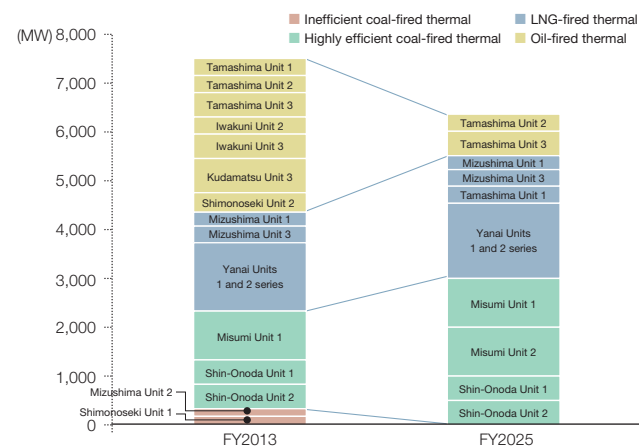 (MW)
Inefficient coal-fired thermal
LNG-fired thermal
Highly efficient coal-fired thermal
Oil-fired thermal
8,000
7,000
6,000
5,000
4,000
3,000
2,000
1,000
0
Tamashima Unit 1
Tamashima Unit 2
Tamashima Unit 3
Iwakuni Unit 2
Iwakuni Unit 3
Kudamatsu Unit 3
Shimonoseki Unit 2
Mizushima Unit 1
Mizushima Unit 3
Yanai Units
1 and 2 series
Misumi Unit 1
Shin-Onoda Unit 1
Shin-Onoda Unit 2
Mizushima Unit 2
Shimonoseki Unit 1
FY2013
Tamashima Unit 2
Tamashima Unit 3
Mizushima Unit 1
Mizushima Unit 3
Tamashima Unit 1
Yanai Units
1 and 2 series
Misumi Unit 1
Misumi Unit 2
Shin-Onoda Unit 1
Shin-Onoda Unit 2
FY2025